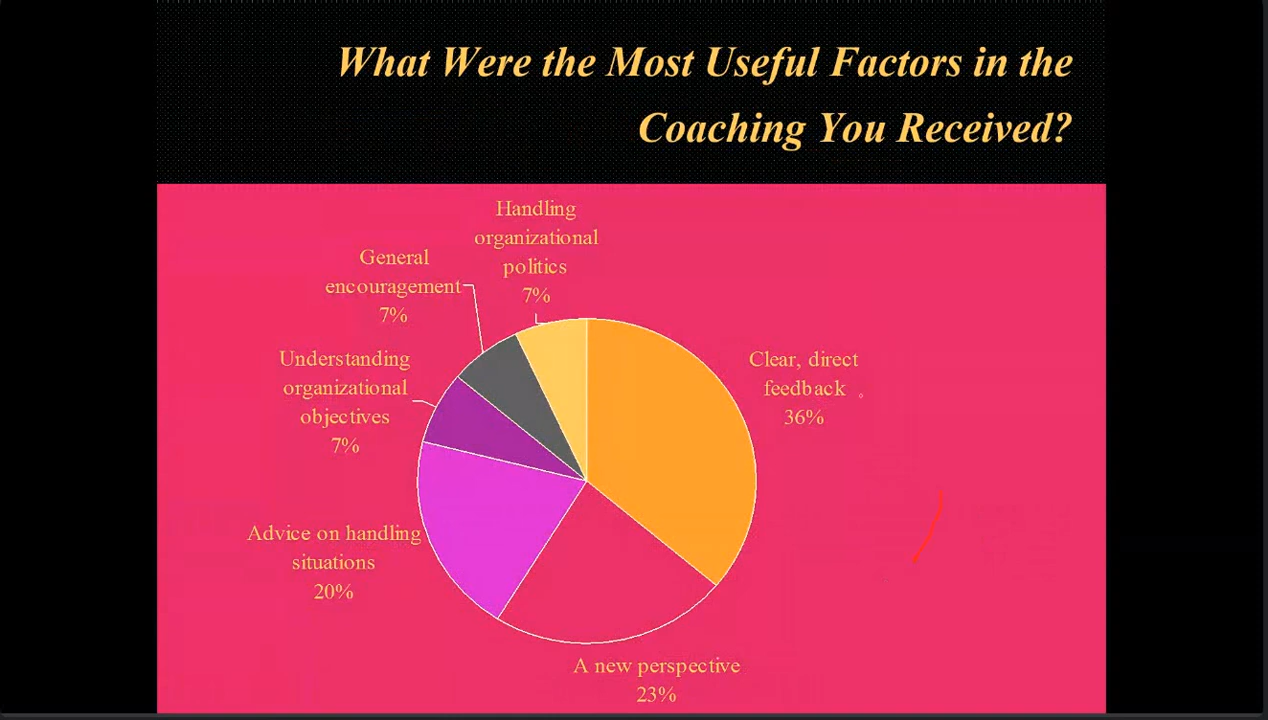 What Were the Most Useful Factors in the
Coaching You Received?
Handling
organizational
politics
7%
General
encouragement
7%
Understanding
organizational
objectives
7%
Clear, direct
feedback
36%
Advice on handling
situations
20%
A new perspective
23%